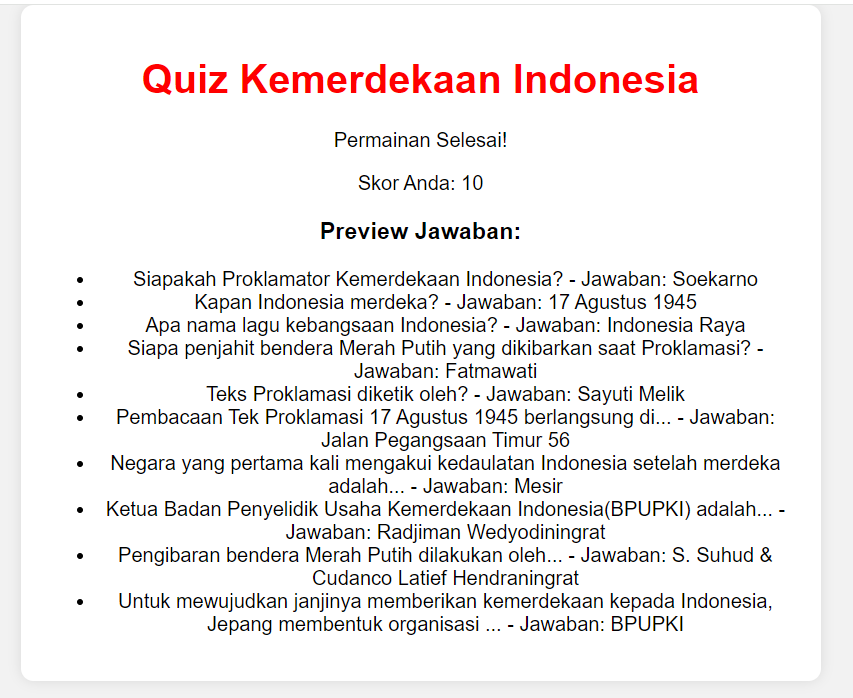 Quiz Kemerdekaan Indonesia
Permainan Selesai!
Skor Anda: 10
Preview Jawaban:
• Siapakah Proklamator Kemerdekaan Indonesia? - Jawaban: Soekarno
• Kapan Indonesia merdeka? - Jawaban: 17 Agustus 1945
• Apa nama lagu kebangsaan Indonesia? - Jawaban: Indonesia Raya
• Siapa penjahit bendera Merah Putih yang dikibarkan saat Proklamasi? -
Jawaban: Fatmawati
• Teks Proklamasi diketik oleh? - Jawaban: Sayuti Melik
• Pembacaan Tek Proklamasi 17 Agustus 1945 berlangsung di... - Jawaban:
Jalan Pegangsaan Timur 56
• Negara yang pertama kali mengakui kedaulatan Indonesia setelah merdeka
adalah... - Jawaban: Mesir
• Ketua Badan Penyelidik Usaha Kemerdekaan Indonesia(BPUPKI) adalah... -
Jawaban: Radjiman Wedyodiningrat
• Pengibaran bendera Merah Putih dilakukan oleh... - Jawaban: S. Suhud &
Cudanco Latief Hendraningrat
• Untuk mewujudkan janjinya memberikan kemerdekaan kepada Indonesia,
Jepang membentuk organisasi ... - Jawaban: BPUPKI